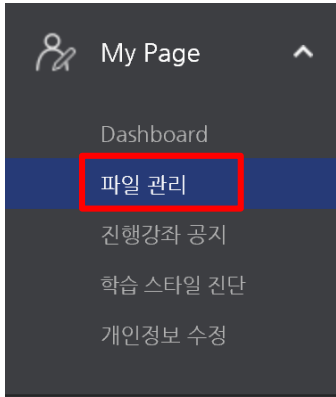 My Page
Dashboard
파일 관리
진행강좌 공지
학습 스타일 진단
개인정보 수정